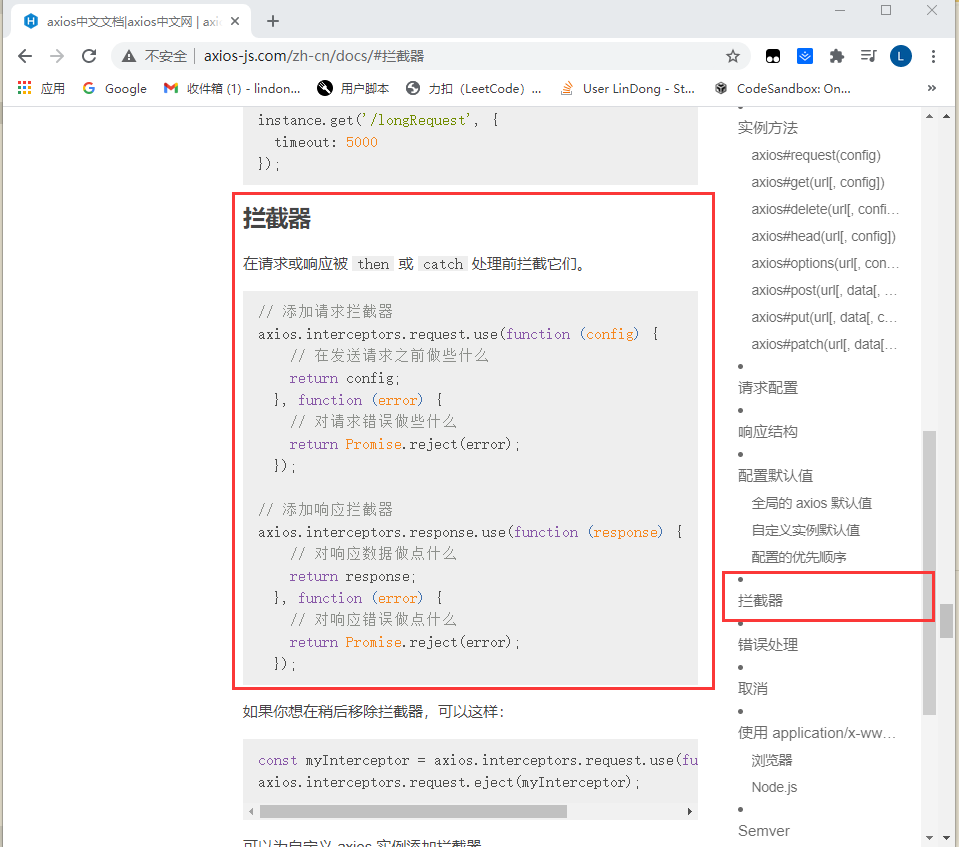 axios中文文档|axios中文网 | axi
不安全 | axios-js.com/zh-cn/docs/#拦截器
L
应用 Google 收件箱 (1) - lindon... 用户脚本 力扣（LeetCode）... User LinDong - St... CodeSandbox: On... »
instance.get('/longRequest', {
timeout: 5000
});
拦截器
在请求或响应被 then 或 catch 处理前拦截它们。
// 添加请求拦截器
axios.interceptors.request.use(function (config) {
// 在发送请求之前做些什么
return config;
}, function (error) {
// 对请求错误做些什么
return Promise.reject(error);
});
// 添加响应拦截器
axios.interceptors.response.use(function (response) {
// 对响应数据做点什么
return response;
}, function (error) {
// 对响应错误做点什么
return Promise.reject(error);
});
如果你想在稍后移除拦截器，可以这样：
const myInterceptor = axios.interceptors.request.use(fu
axios.interceptors.request.eject(myInterceptor);
可以为自定义 axios 实例添加拦截器
实例方法
axios#request(config)
axios#get(url[, config])
axios#delete(url[, confi...
axios#head(url[, config])
axios#options(url[, con...
axios#post(url[, data[, ...
axios#put(url[, data[, c...
axios#patch(url[, data[...
请求配置
响应结构
配置默认值
全局的 axios 默认值
自定义实例默认值
配置的优先顺序
拦截器
错误处理
取消
使用 application/x-ww...
浏览器
Node.js
Semver